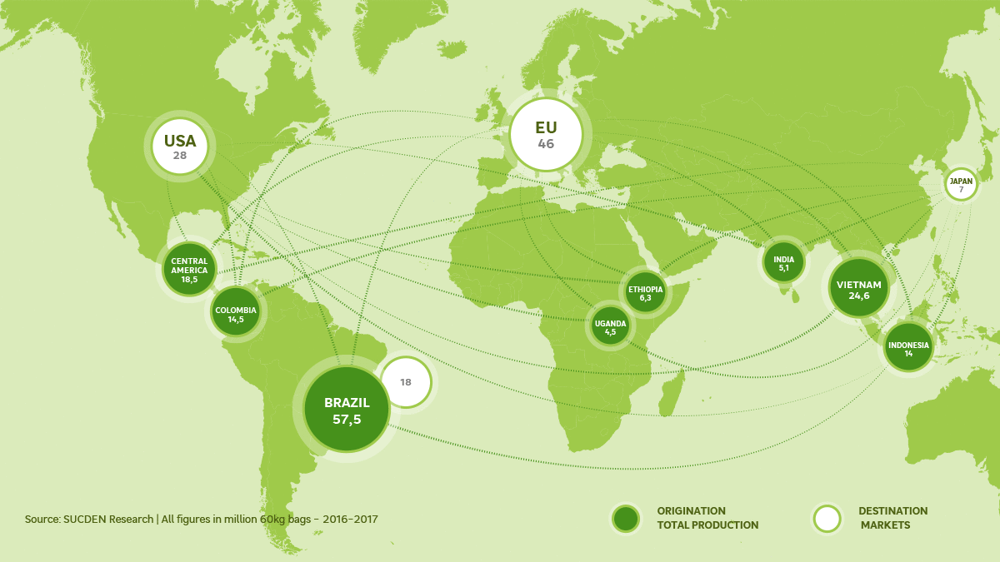 USA
28
EU
46
JAPAN
7
CENTRAL
AMERICA
18,5
COLOMBIA
14,5
INDIA
5,1
VIETNAM
24,6
ETHIOPIA
6,3
UGANDA
4,5
INDONESIA
14
BRAZIL
57,5
18
Source: SUCDEN Research | All figures in million 60kg bags - 2016-2017
ORIGINATION
TOTAL PRODUCTION
DESTINATION
MARKETS